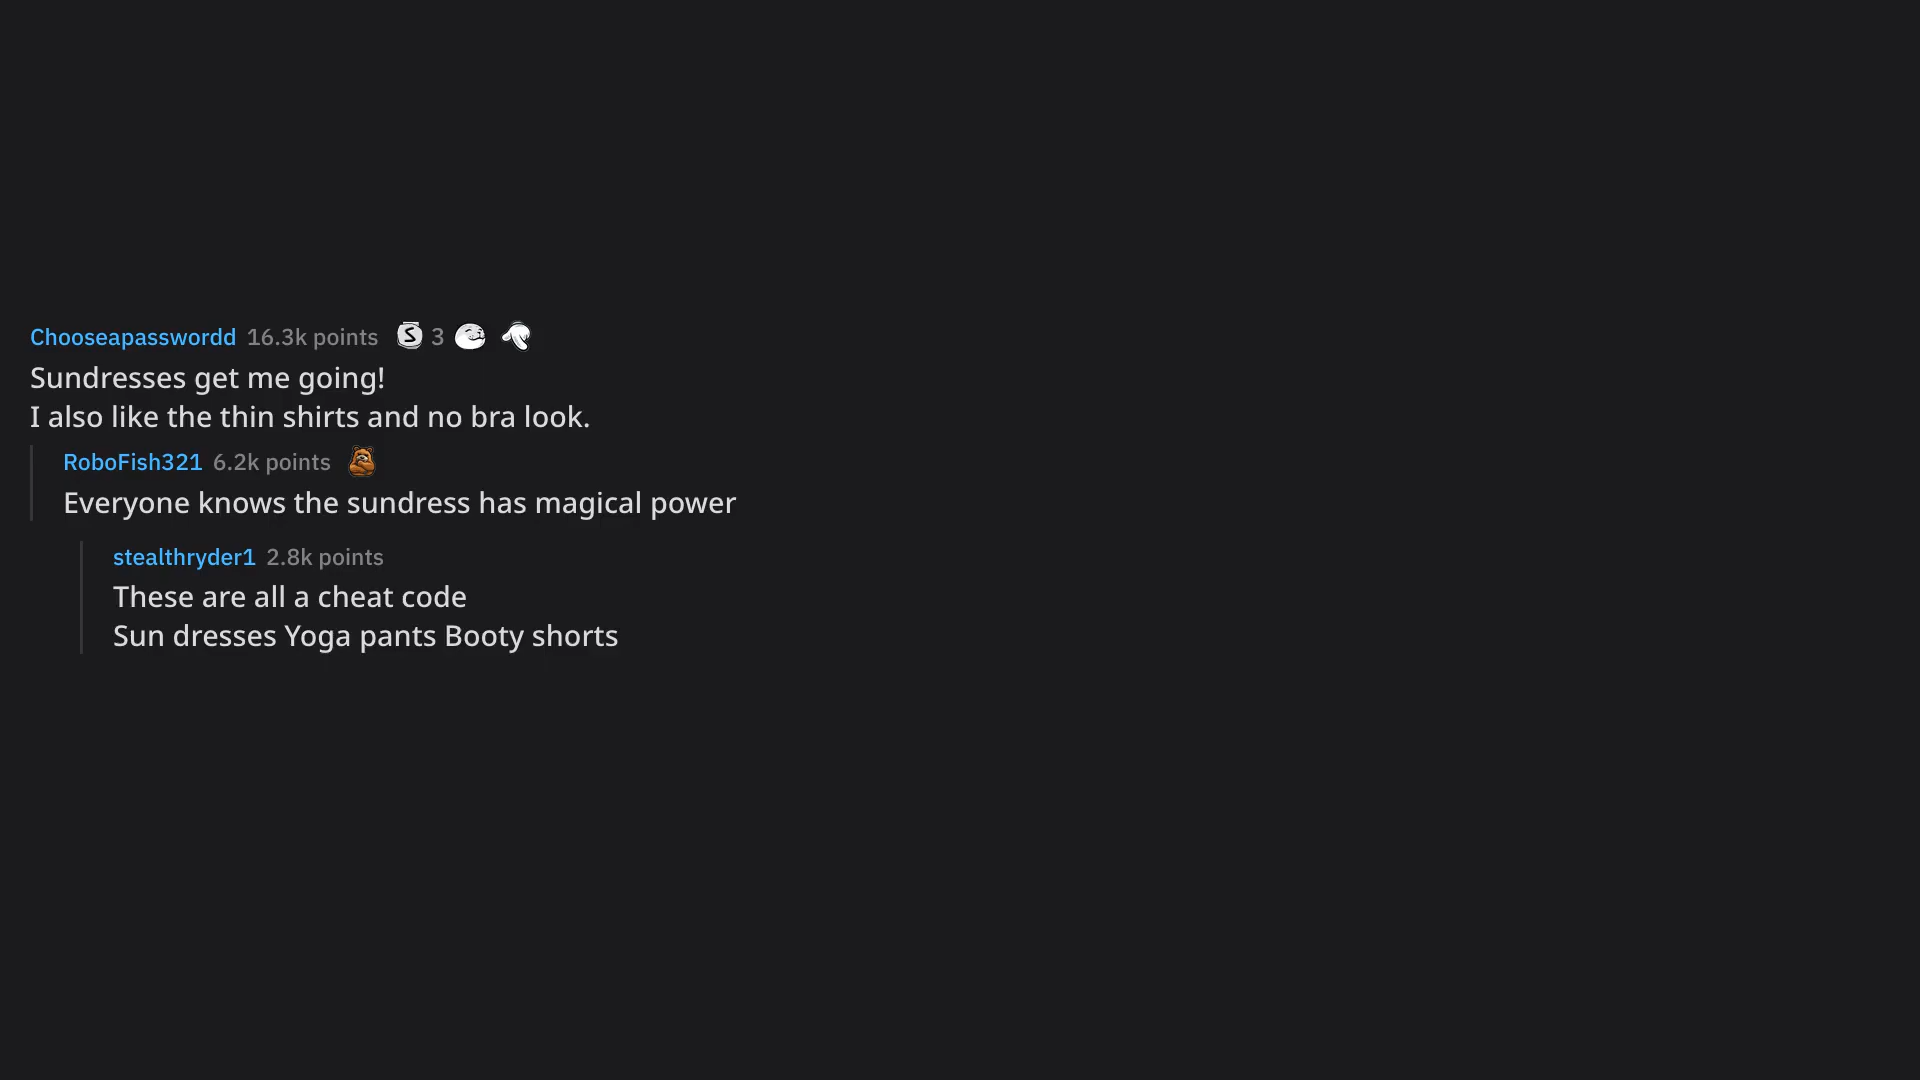 Chooseapasswordd 16.3k points S 3
Sundresses get me going!
I also like the thin shirts and no bra look.
RoboFish321 6.2k points
Everyone knows the sundress has magical power
stealthryder1 2.8k points
These are all a cheat code
Sun dresses Yoga pants Booty shorts